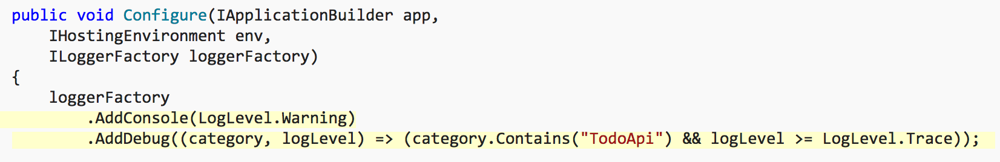 public void Configure(IApplicationBuilder app,
    IHostingEnvironment env,
    ILoggerFactory loggerFactory)
{
    loggerFactory
        .AddConsole(LogLevel.Warning)
        .AddDebug((category, logLevel) => (category.Contains("TodoApi") && logLevel >= LogLevel.Trace));